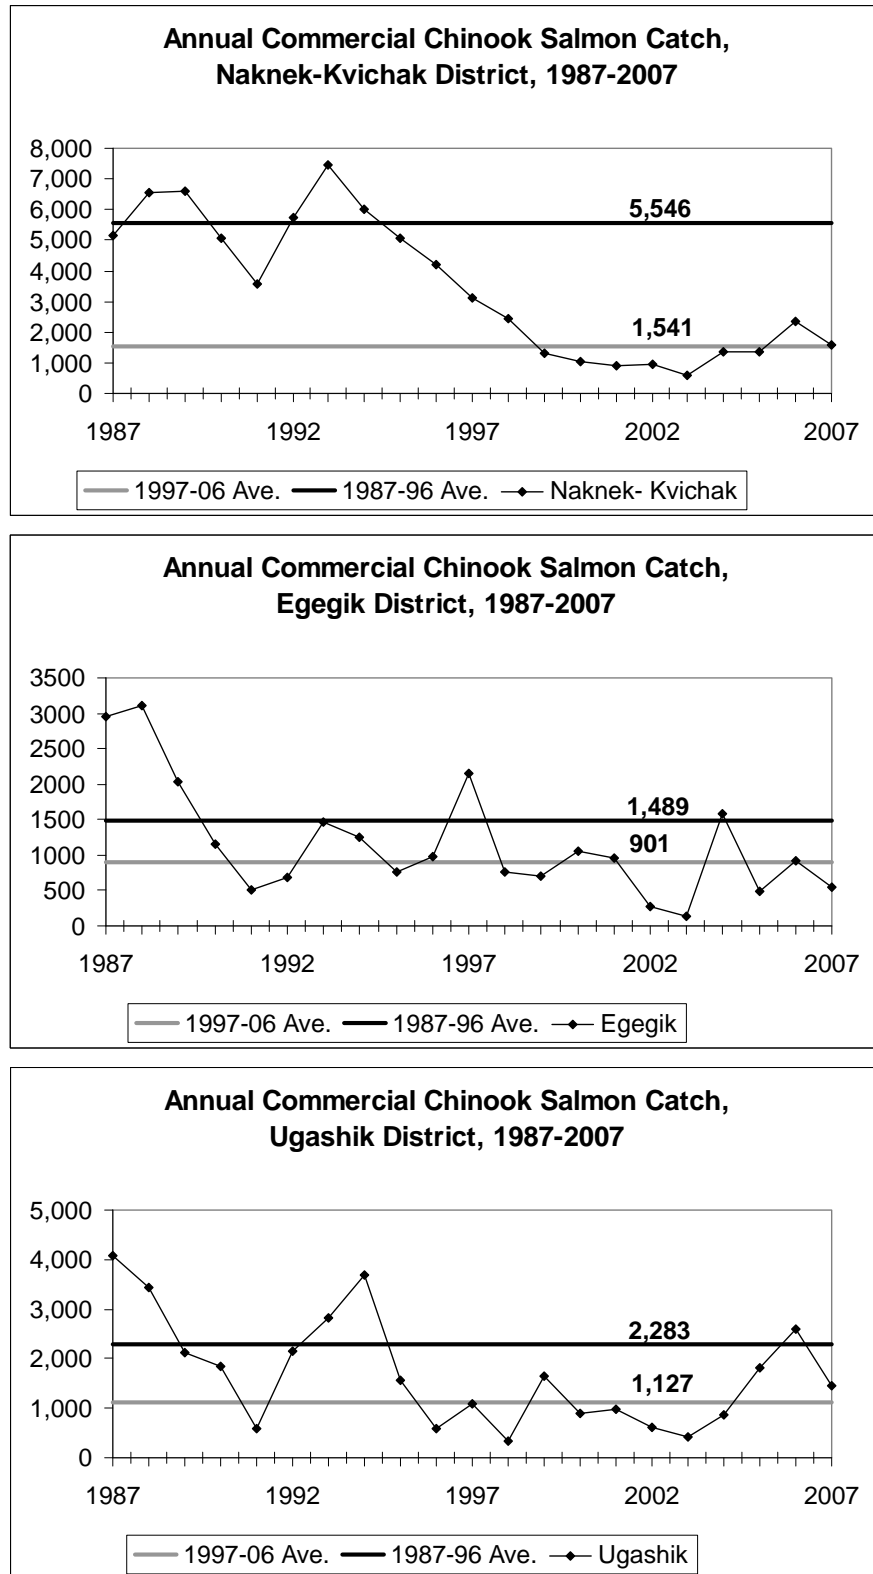 Annual Commercial Chinook Salmon Catch,
Naknek-Kvichak District, 1987-2007
8,000
7,000
6,000
5,546
5,000
4,000
3,000
2,000
1,541
1,000
0
1987 1992 1997 2002 2007
1997-06 Ave. 1987-96 Ave. Naknek- Kvichak
Annual Commercial Chinook Salmon Catch,
Egegik District, 1987-2007
3500
3000
2500
2000
1500
1,489
1000
901
500
0
1987 1992 1997 2002 2007
1997-06 Ave. 1987-96 Ave. Egegik
Annual Commercial Chinook Salmon Catch,
Ugashik District, 1987-2007
5,000
4,000
3,000
2,283
2,000
1,127
1,000
0
1987 1992 1997 2002 2007
1997-06 Ave. 1987-96 Ave. Ugashik